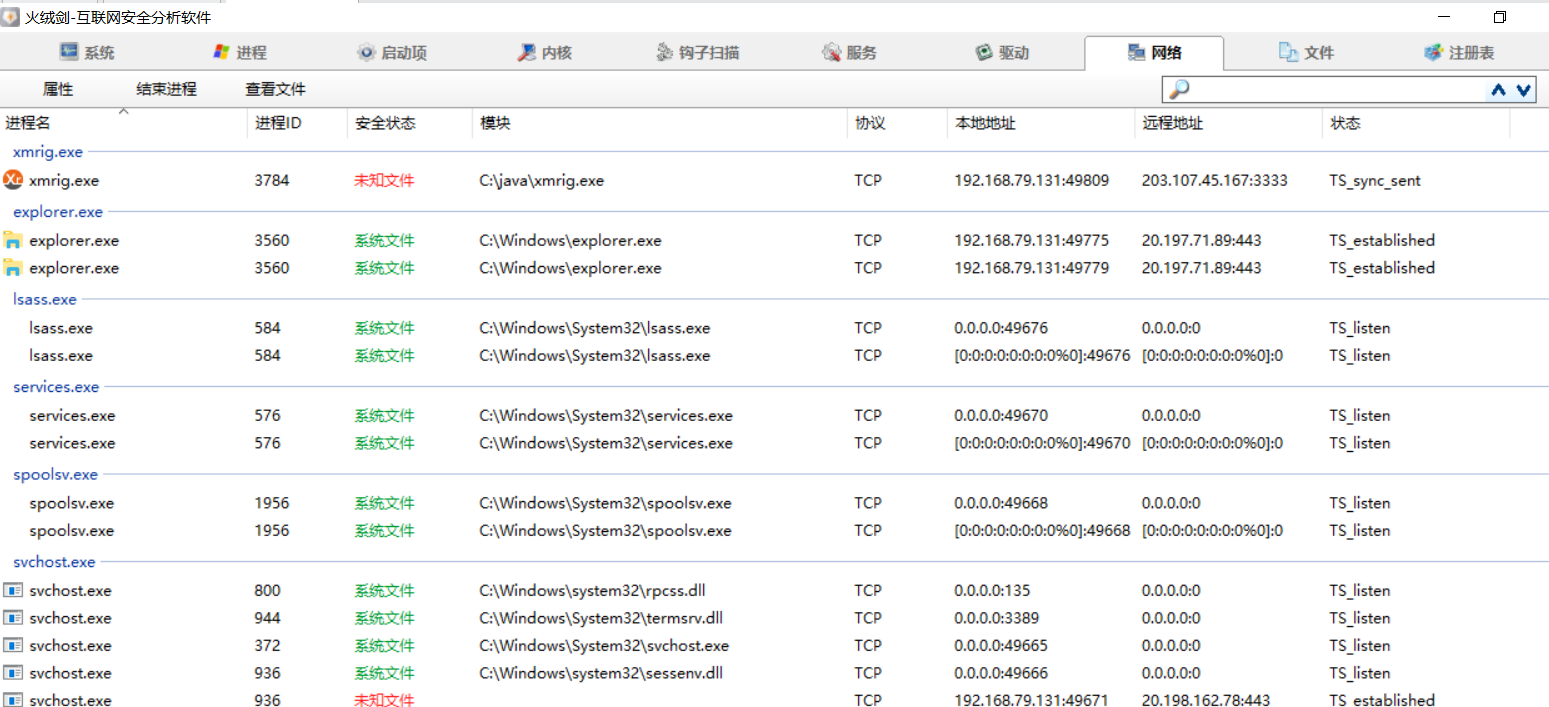 火绒剑-互联网安全分析软件
系统 进程 启动项 内核 钩子扫描 服务 驱动 网络 文件 注册表
属性 结束进程 查看文件
进程名 进程ID 安全状态 模块 协议 本地地址 远程地址 状态
xmrig.exe
xmrig.exe 3784 未知文件 C:\java\xmrig.exe TCP 192.168.79.131:49809 203.107.45.167:3333 TS_sync_sent
explorer.exe
explorer.exe 3560 系统文件 C:\Windows\explorer.exe TCP 192.168.79.131:49775 20.197.71.89:443 TS_established
explorer.exe 3560 系统文件 C:\Windows\explorer.exe TCP 192.168.79.131:49779 20.197.71.89:443 TS_established
lsass.exe
lsass.exe 584 系统文件 C:\Windows\System32\lsass.exe TCP 0.0.0.0:49676 0.0.0.0:0 TS_listen
lsass.exe 584 系统文件 C:\Windows\System32\lsass.exe TCP [0:0:0:0:0:0:0:0%0]:49676 [0:0:0:0:0:0:0:0%0]:0 TS_listen
services.exe
services.exe 576 系统文件 C:\Windows\System32\services.exe TCP 0.0.0.0:49670 0.0.0.0:0 TS_listen
services.exe 576 系统文件 C:\Windows\System32\services.exe TCP [0:0:0:0:0:0:0:0%0]:49670 [0:0:0:0:0:0:0:0%0]:0 TS_listen
spoolsv.exe
spoolsv.exe 1956 系统文件 C:\Windows\System32\spoolsv.exe TCP 0.0.0.0:49668 0.0.0.0:0 TS_listen
spoolsv.exe 1956 系统文件 C:\Windows\System32\spoolsv.exe TCP [0:0:0:0:0:0:0:0%0]:49668 [0:0:0:0:0:0:0:0%0]:0 TS_listen
svchost.exe
svchost.exe 800 系统文件 C:\Windows\system32\rpcss.dll TCP 0.0.0.0:135 0.0.0.0:0 TS_listen
svchost.exe 944 系统文件 C:\Windows\System32\termsrv.dll TCP 0.0.0.0:3389 0.0.0.0:0 TS_listen
svchost.exe 372 系统文件 C:\Windows\system32\svchost.exe TCP 0.0.0.0:49665 0.0.0.0:0 TS_listen
svchost.exe 936 系统文件 C:\Windows\system32\sessenv.dll TCP 0.0.0.0:49666 0.0.0.0:0 TS_listen
svchost.exe 936 未知文件 TCP 192.168.79.131:49671 20.198.162.78:443 TS_established